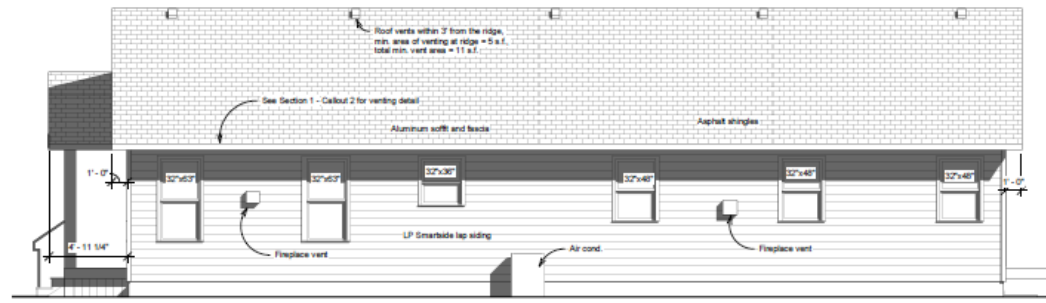 Roof vents within 3' from the ridge,
min. area of venting at ridge = 5 s.f.,
total min. vent area = 11 s.f.
See Section 1 - Callout 2 for venting detail
Aluminum soffit and fascia
Asphalt shingles
1' - 0"
32"x63"
32"x63"
32"x36"
32"x48"
32"x48"
32"x48"
1' - 0"
LP Smartside lap siding
4' - 11 1/4"
Fireplace vent
Air cond.
Fireplace vent